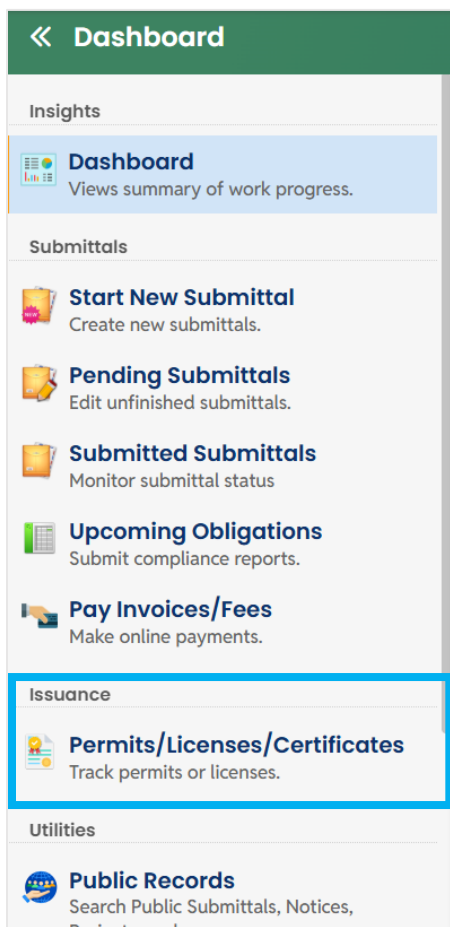 « Dashboard
Insights
Dashboard
Views summary of work progress.
Submittals
Start New Submittal
NEW
Create new submittals.
Pending Submittals
Edit unfinished submittals.
Submitted Submittals
Monitor submittal status
Upcoming Obligations
Submit compliance reports.
Pay Invoices/Fees
Make online payments.
Issuance
Permits/Licenses/Certificates
Track permits or licenses.
Utilities
Public Records
Search Public Submittals, Notices,